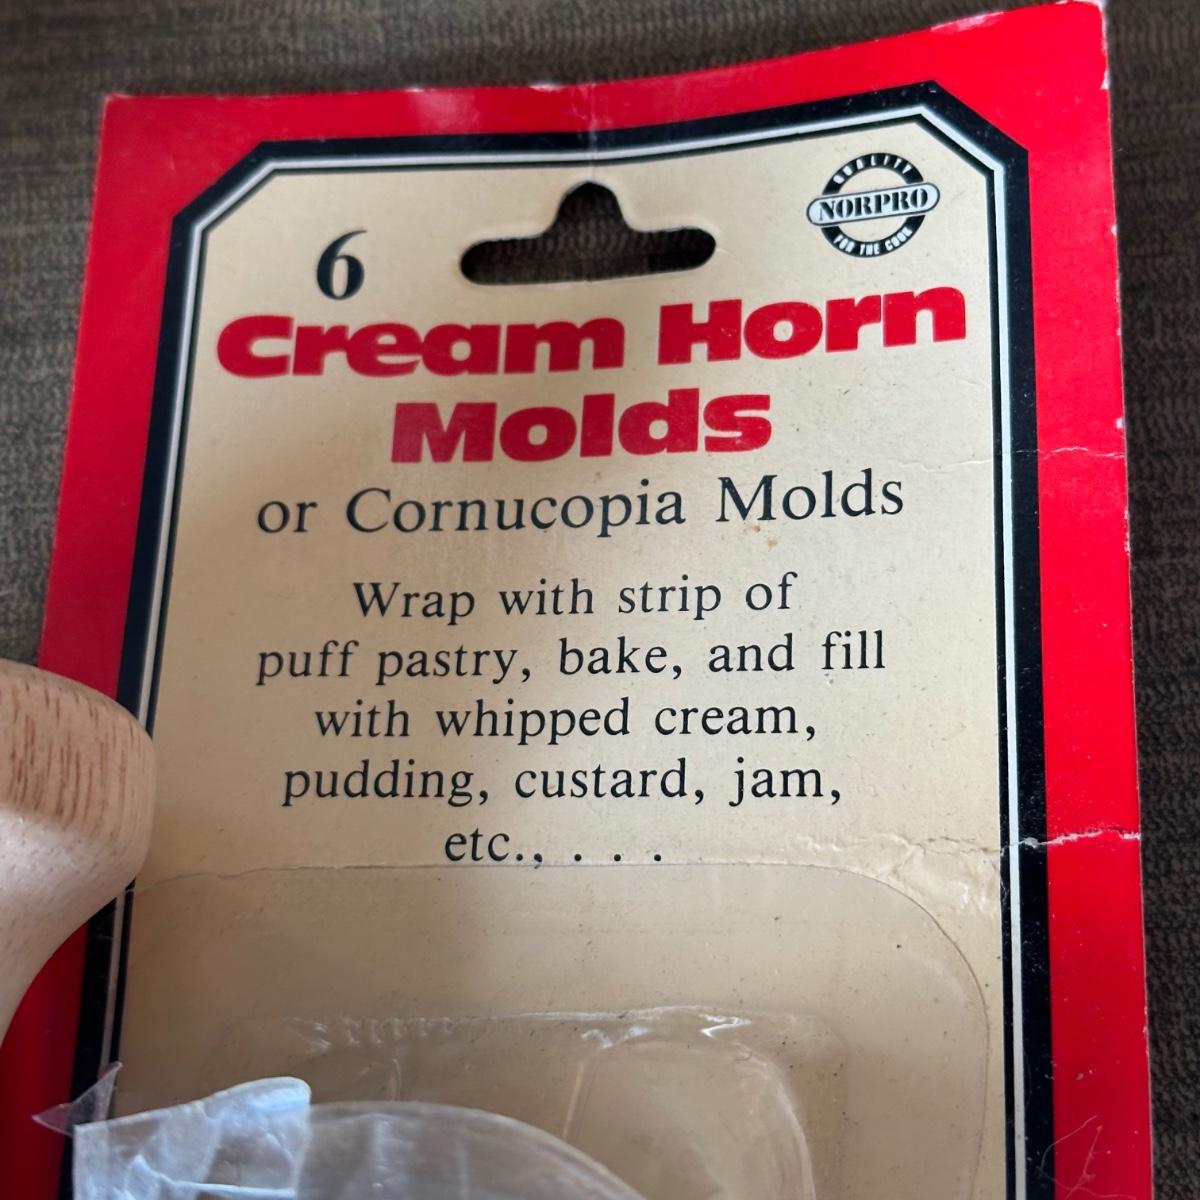 QUALITY
NORPRO
FOR THE COOK
6
Cream Horn
Molds
or Cornucopia Molds
Wrap with strip of
puff pastry, bake, and fill
with whipped cream,
pudding, custard, jam,
etc., . . .